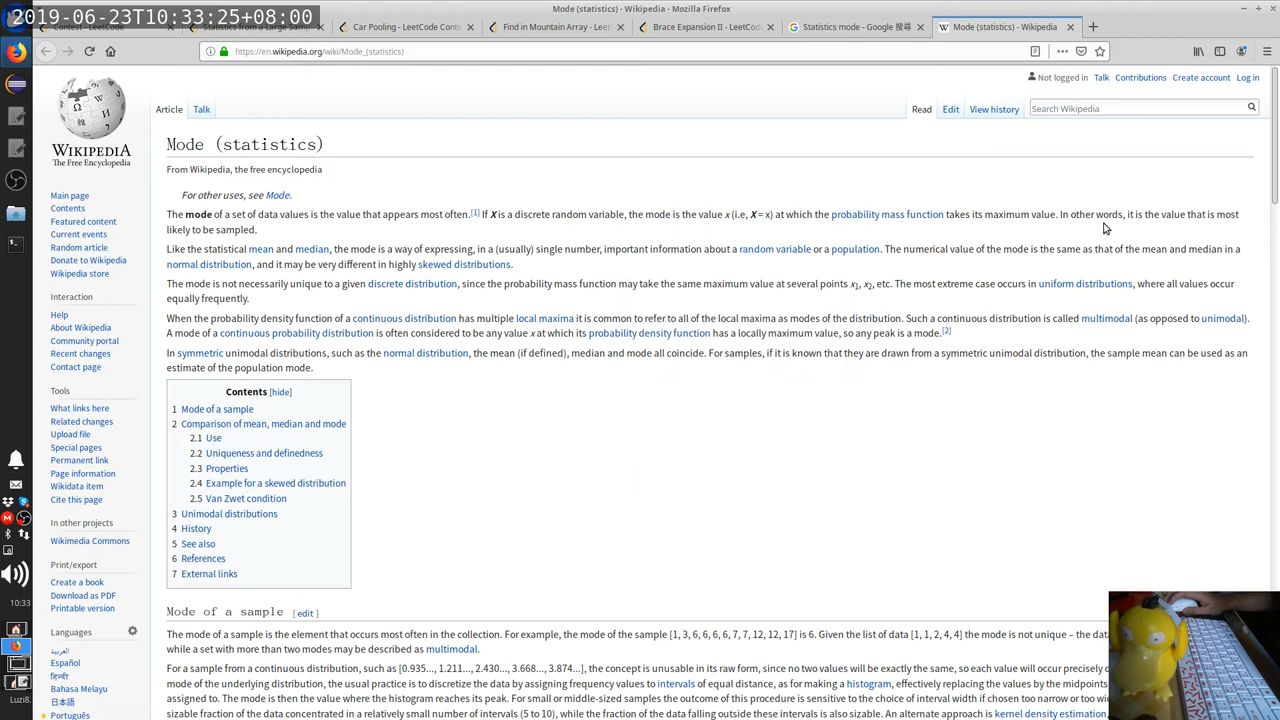 2019-06-23T10:33:25+08:00
Mode (statistics) - Wikipedia - Mozilla Firefox
Contest - LeetCode
Statistics from a Large Sam
Car Pooling - LeetCode Cont
Find in Mountain Array - Lee
Brace Expansion II - LeetCod
Statistics mode - Google 搜尋
Mode (statistics) - Wikipedia
https://en.wikipedia.org/wiki/Mode_(statistics)
Not logged in Talk Contributions Create account Log in
Article Talk
Read Edit View history
Search Wikipedia
WIKIPEDIA
The Free Encyclopedia
Main page
Contents
Featured content
Current events
Random article
Donate to Wikipedia
Wikipedia store
Interaction
Help
About Wikipedia
Community portal
Recent changes
Contact page
Tools
What links here
Related changes
Upload file
Special pages
Permanent link
Page information
Wikidata item
Cite this page
In other projects
Wikimedia Commons
Print/export
Create a book
Download as PDF
Printable version
Languages
العربية
Español
हिन्दी
Bahasa Melayu
日本語
Português
Mode (statistics)
From Wikipedia, the free encyclopedia
For other uses, see Mode.
The mode of a set of data values is the value that appears most often.[1] If X is a discrete random variable, the mode is the value x (i.e, X = x) at which the probability mass function takes its maximum value. In other words, it is the value that is most
likely to be sampled.
Like the statistical mean and median, the mode is a way of expressing, in a (usually) single number, important information about a random variable or a population. The numerical value of the mode is the same as that of the mean and median in a
normal distribution, and it may be very different in highly skewed distributions.
The mode is not necessarily unique to a given discrete distribution, since the probability mass function may take the same maximum value at several points x1, x2, etc. The most extreme case occurs in uniform distributions, where all values occur
equally frequently.
When the probability density function of a continuous distribution has multiple local maxima it is common to refer to all of the local maxima as modes of the distribution. Such a continuous distribution is called multimodal (as opposed to unimodal).
A mode of a continuous probability distribution is often considered to be any value x at which its probability density function has a locally maximum value, so any peak is a mode.[2]
In symmetric unimodal distributions, such as the normal distribution, the mean (if defined), median and mode all coincide. For samples, if it is known that they are drawn from a symmetric unimodal distribution, the sample mean can be used as an
estimate of the population mode.
Contents [hide]
1 Mode of a sample
2 Comparison of mean, median and mode
2.1 Use
2.2 Uniqueness and definedness
2.3 Properties
2.4 Example for a skewed distribution
2.5 Van Zwet condition
3 Unimodal distributions
4 History
5 See also
6 References
7 External links
Mode of a sample [ edit ]
The mode of a sample is the element that occurs most often in the collection. For example, the mode of the sample [1, 3, 6, 6, 6, 6, 7, 7, 12, 12, 17] is 6. Given the list of data [1, 1, 2, 4, 4] the mode is not unique – the data
while a set with more than two modes may be described as multimodal.
For a sample from a continuous distribution, such as [0.935..., 1.211..., 2.430..., 3.668..., 3.874...], the concept is unusable in its raw form, since no two values will be exactly the same, so each value will occur precisely
mode of the underlying distribution, the usual practice is to discretize the data by assigning frequency values to intervals of equal distance, as for making a histogram, effectively replacing the values by the midpoints
assigned to. The mode is then the value where the histogram reaches its peak. For small or middle-sized samples the outcome of this procedure is sensitive to the choice of interval width if chosen too narrow or too wid
sizable fraction of the data concentrated in a relatively small number of intervals (5 to 10), while the fraction of the data falling outside these intervals is also sizable. An alternate approach is kernel density estimation,
10:33
Luzi8